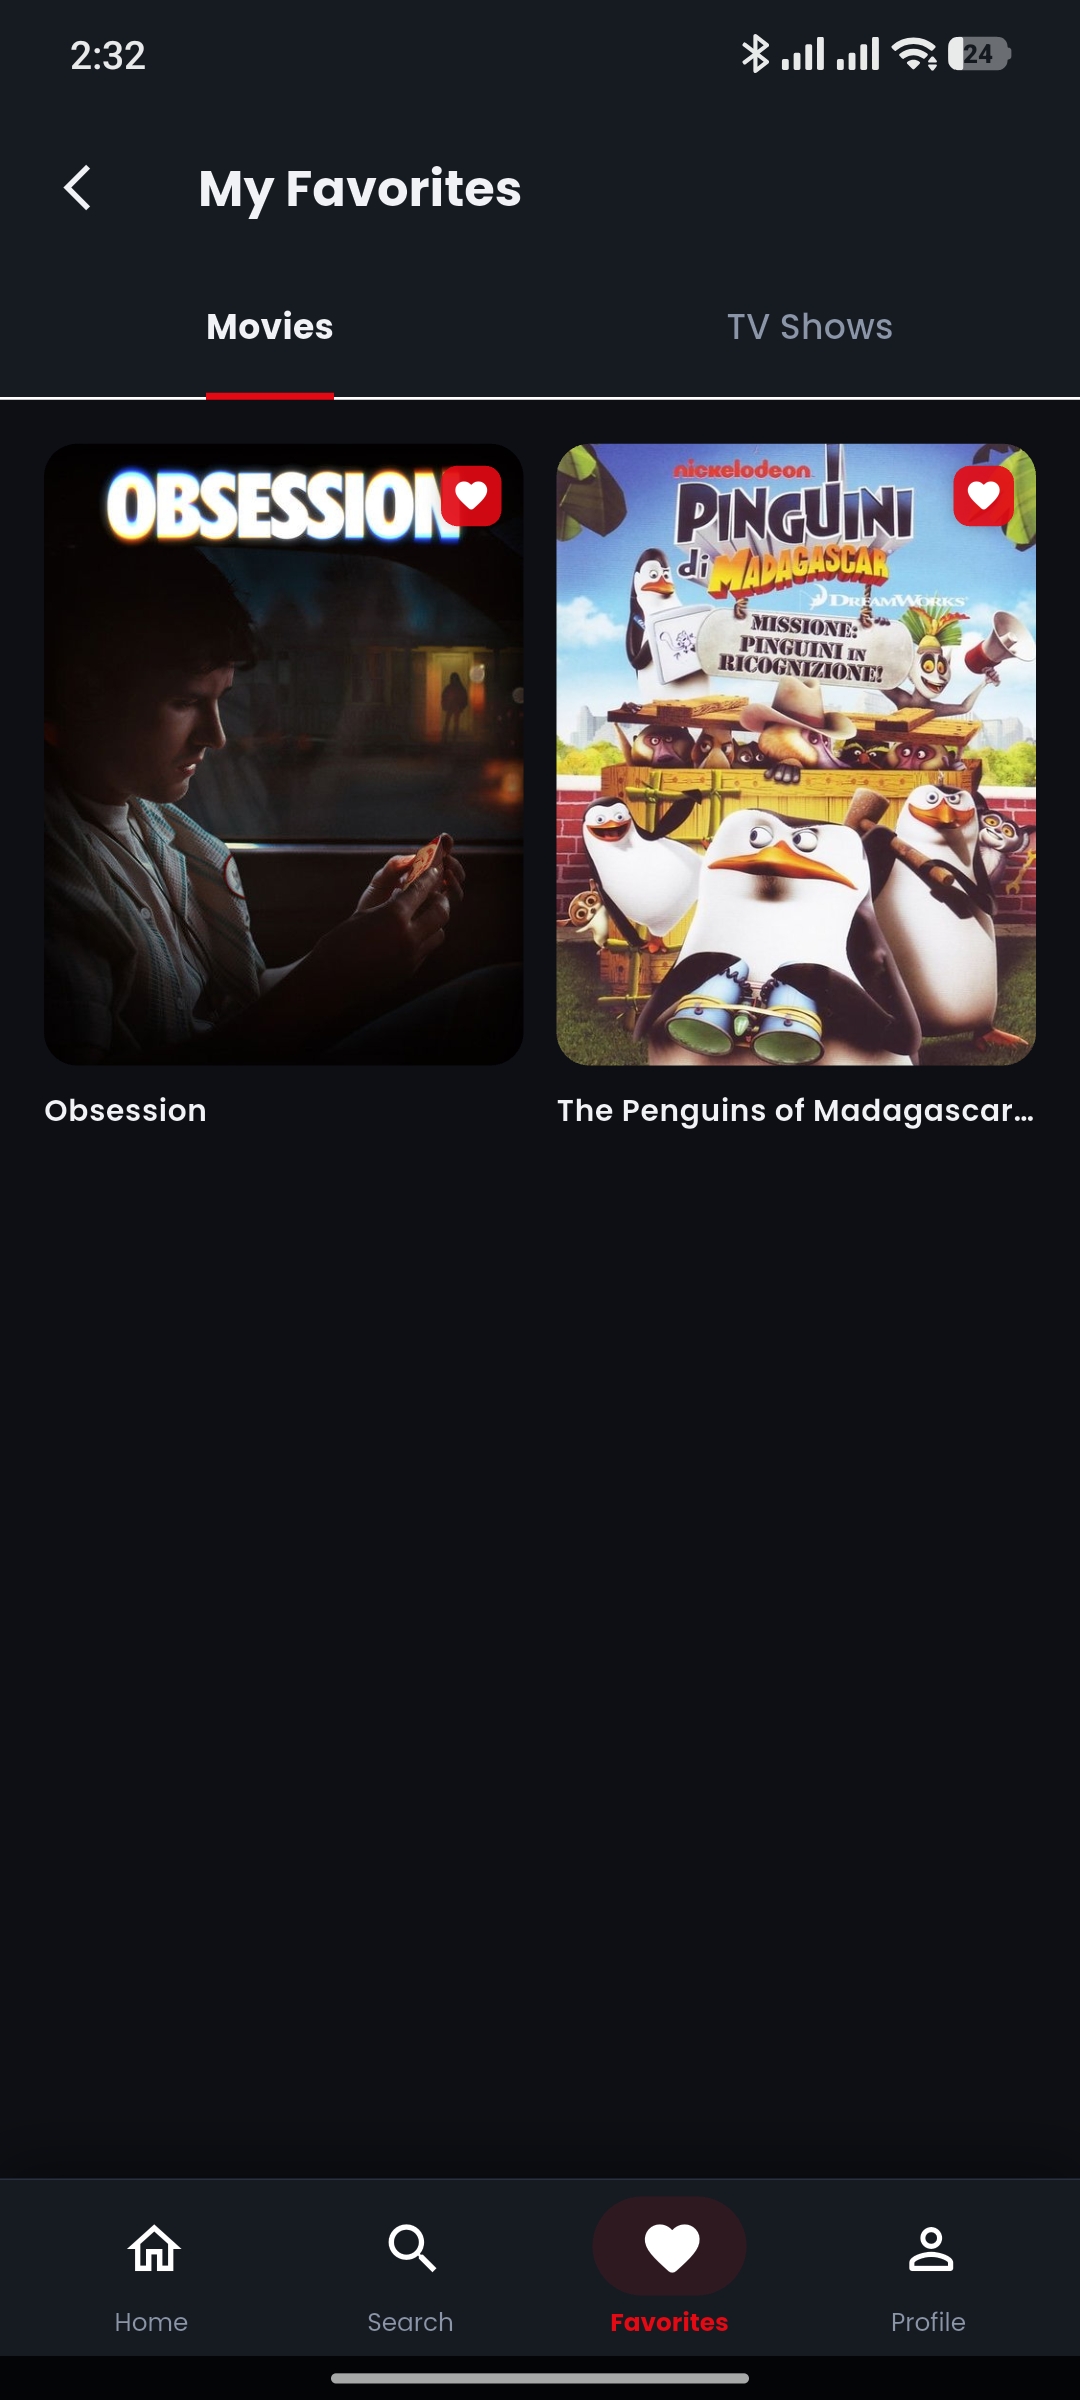 2:32
24
My Favorites
Movies
TV Shows
OBSESSION
nickelodeon
PINGUINI
di MADAGASCAR
DREAMWORKS
MISSIONE:
PINGUINI IN
RICOGNIZIONE!
Obsession
The Penguins of Madagascar...
Home
Search
Favorites
Profile